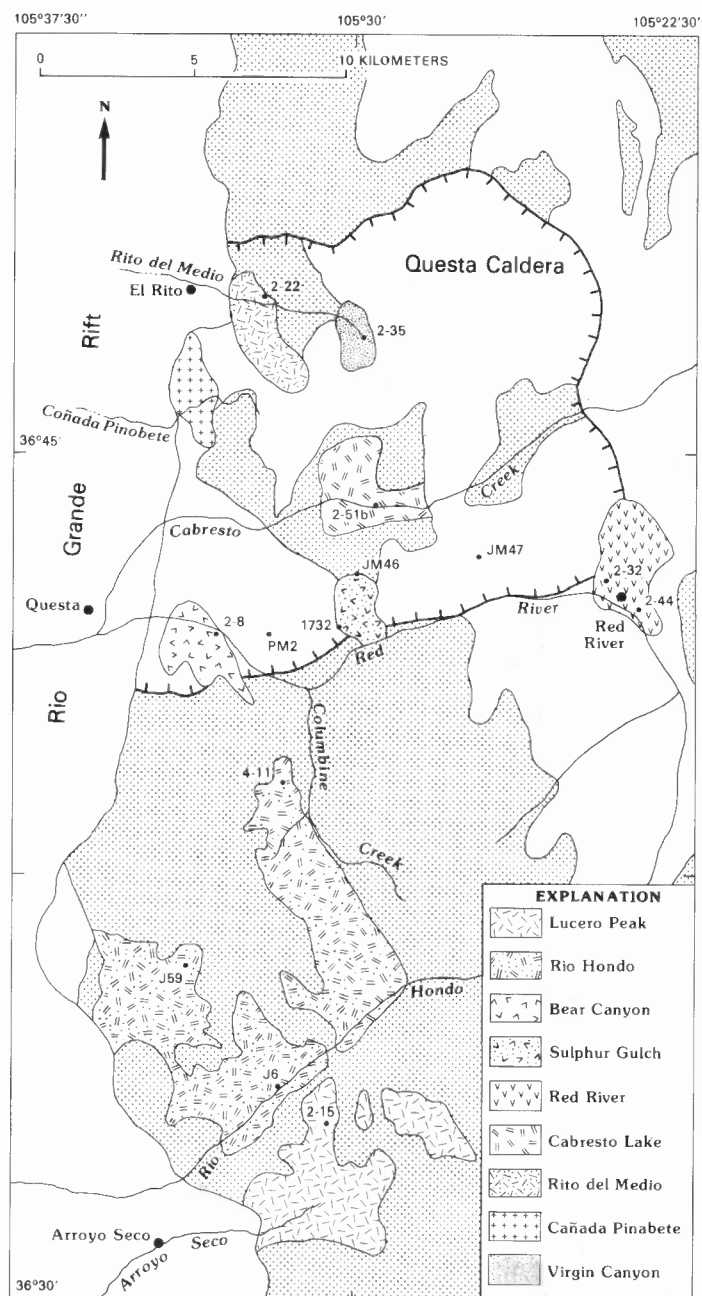 105°37'30''
105°30'
105°22'30''
0 5 10 KILOMETERS
N
Rito del Medio
El Rito
2-22
Questa Caldera
2-35
Rift
Coñada Pinobete
36°45'
Grande
Creek
2-51b
Cabresto
JM46
JM47
2-32
Questa
2-44
River
2-8
1732
Red River
PM2
Red
Rio
Columbine
4-11
Creek
J59
Hondo
J6
2-15
Rio
Arroyo Seco
Arroyo Seco
36°30'
EXPLANATION
Lucero Peak
Rio Hondo
Bear Canyon
Sulphur Gulch
Red River
Cabresto Lake
Rito del Medio
Cañada Pinabete
Virgin Canyon